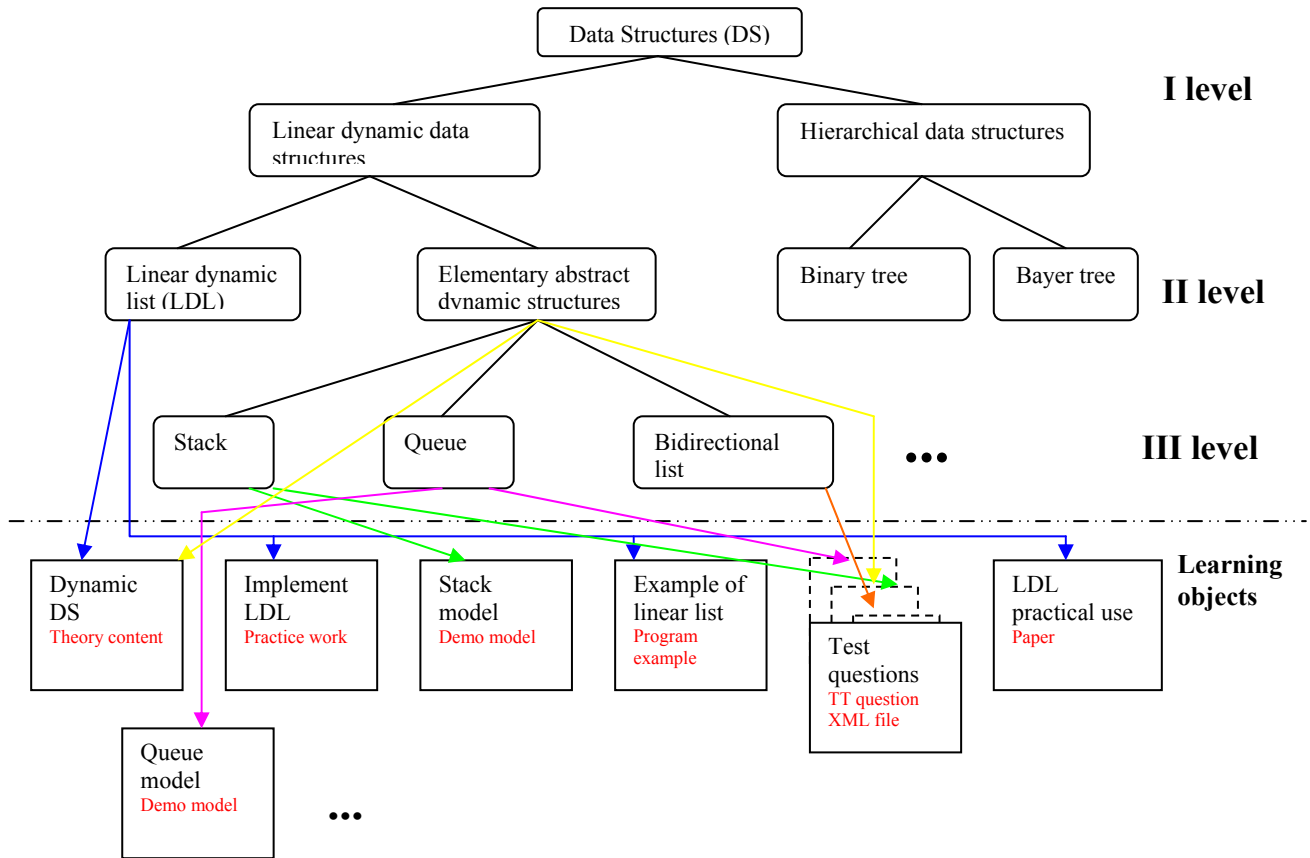 Data Structures (DS)
I level
Linear dynamic data
structures
Hierarchical data structures
Linear dynamic
list (LDL)
Elementary abstract
dynamic structures
Binary tree
Bayer tree
II level
Stack
Queue
Bidirectional
list
...
III level
Dynamic
DS
Theory content
Implement
LDL
Practice work
Stack
model
Demo model
Example of
linear list
Program
example
Test
questions
TT question
XML file
LDL
practical use
Paper
Learning
objects
Queue
model
Demo model
...